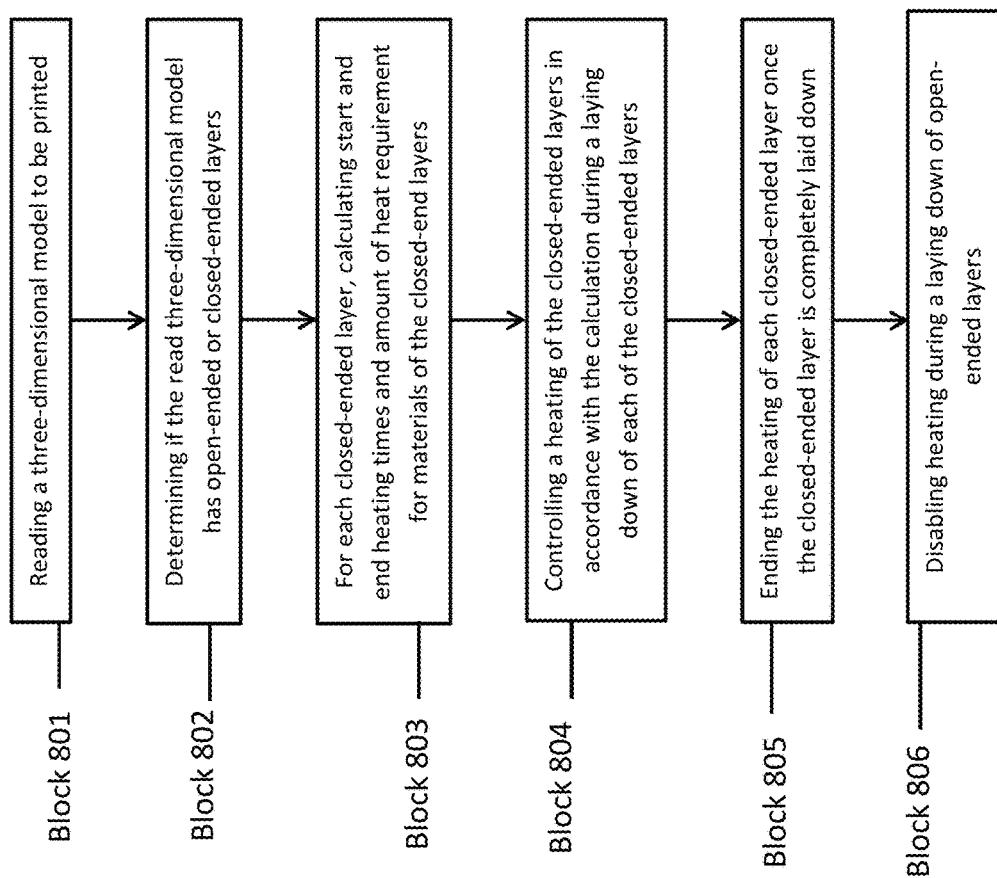 Block 801
Reading a three-dimensional model to be printed
Block 802
Determining if the read three-dimensional model
has open-ended or closed-ended layers
Block 803
For each closed-ended layer, calculating start and
end heating times and amount of heat requirement
for materials of the closed-end layers
Block 804
Controlling a heating of the closed-ended layers in
accordance with the calculation during a laying
down of each of the closed-ended layers
Block 805
Ending the heating of each closed-ended layer once
the closed-ended layer is completely laid down
Block 806
Disabling heating during a laying down of open-
ended layers